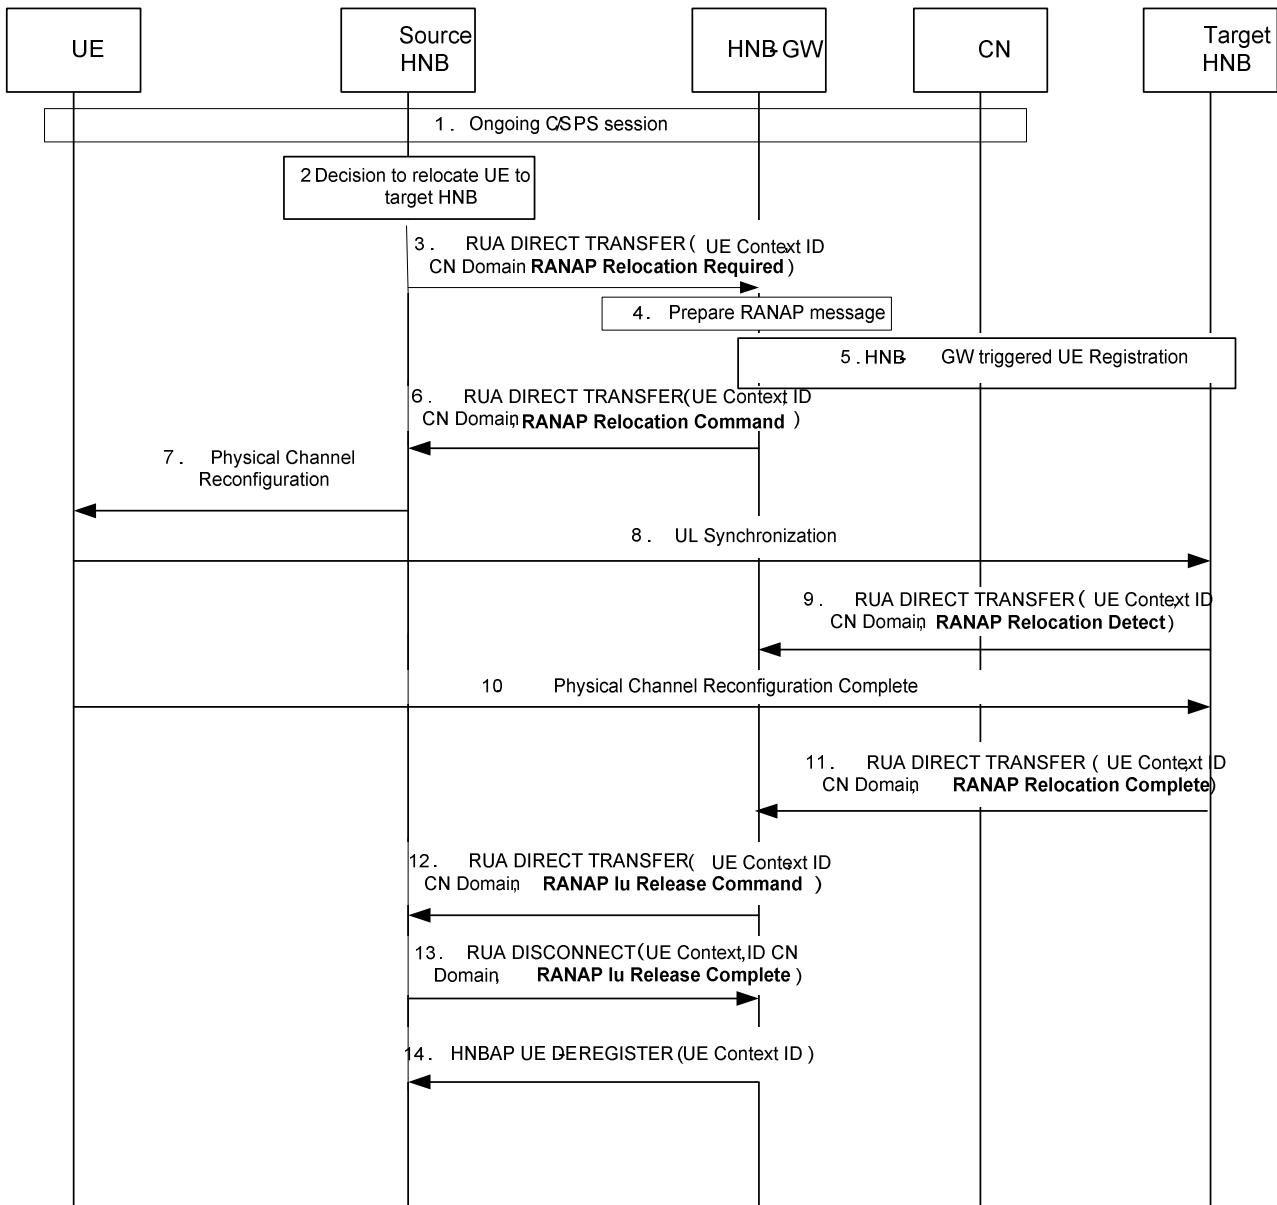 UE
Source
HNB
HNB-GW
CN
Target
HNB
1. Ongoing CS/PS session
2 Decision to relocate UE to
target HNB
3. RUA DIRECT TRANSFER( UE Context, ID
CN Domain RANAP Relocation Required)
4. Prepare RANAP message
5. HNB- GW triggered UE Registration
6. RUA DIRECT TRANSFER(UE Context, ID
CN Domain, RANAP Relocation Command )
7. Physical Channel
Reconfiguration
8. UL Synchronization
9. RUA DIRECT TRANSFER( UE Context, ID
CN Domain, RANAP Relocation Detect)
10 Physical Channel Reconfiguration Complete
11. RUA DIRECT TRANSFER ( UE Context, ID
CN Domain, RANAP Relocation Complete)
12. RUA DIRECT TRANSFER( UE Context, ID
CN Domain, RANAP Iu Release Command )
13. RUA DISCONNECT(UE Context, ID CN
Domain, RANAP Iu Release Complete)
14. HNBAP UE DE-REGISTER (UE Context ID )